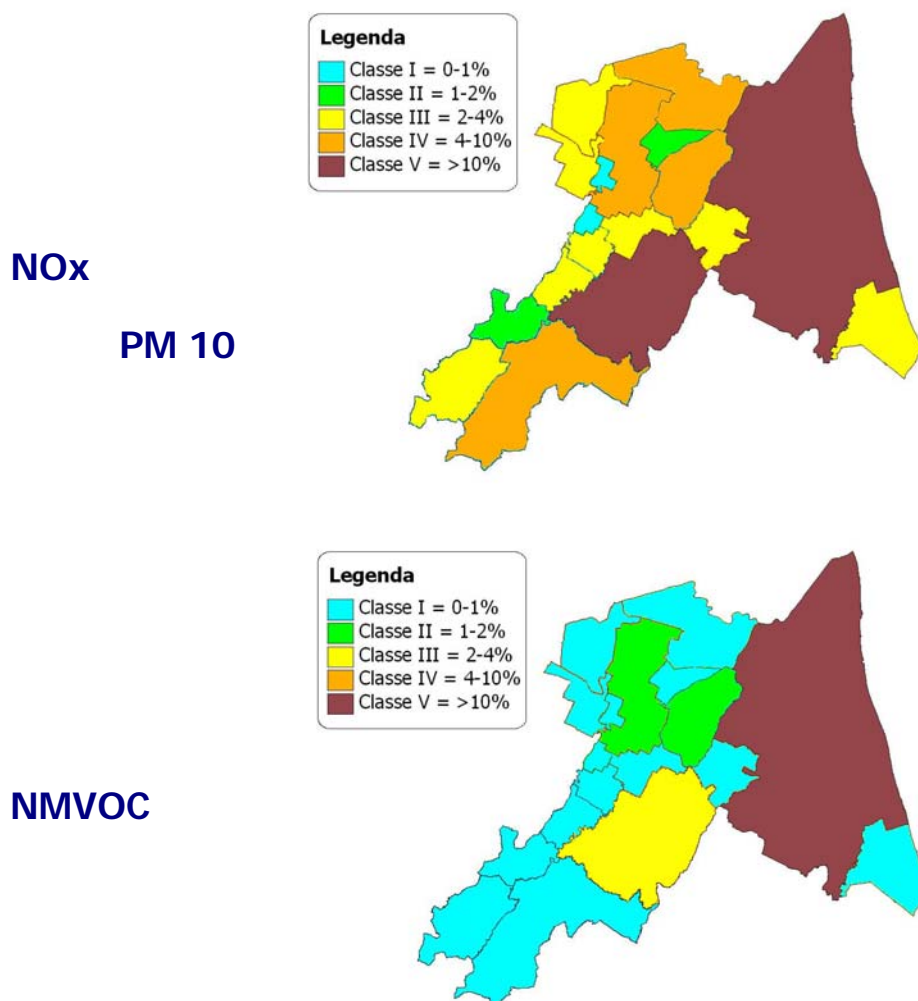 Legenda
Classe I = 0-1%
Classe II = 1-2%
Classe III = 2-4%
Classe IV = 4-10%
Classe V = >10%
NOx
PM 10
Legenda
Classe I = 0-1%
Classe II = 1-2%
Classe III = 2-4%
Classe IV = 4-10%
Classe V = >10%
NMVOC